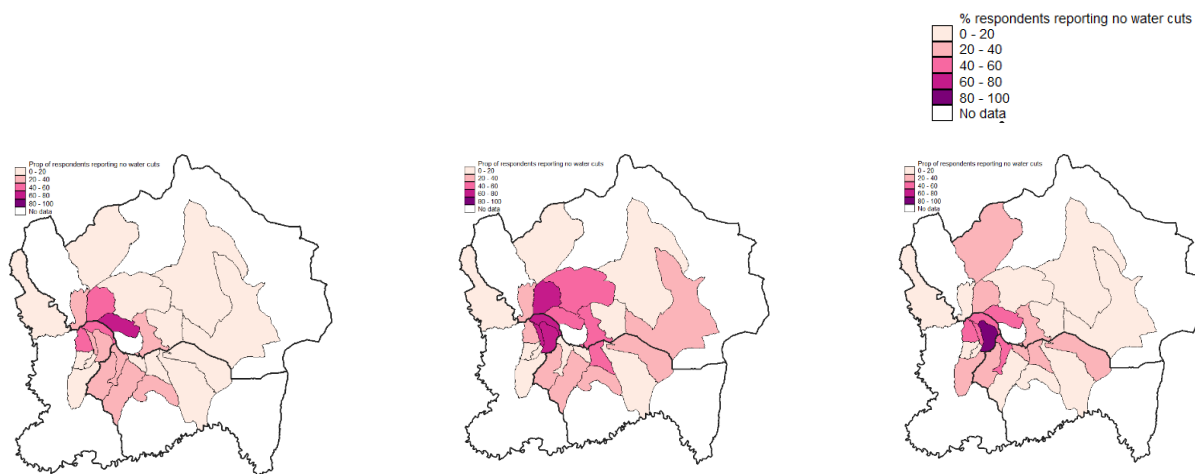 % respondents reporting no water cuts
0 - 20
20 - 40
40 - 60
60 - 80
80 - 100
No data
Prop of respondents reporting no water cuts
0 - 20
20 - 40
40 - 60
60 - 80
80 - 100
No data
Prop of respondents reporting no water cuts
0 - 20
20 - 40
40 - 60
60 - 80
80 - 100
No data
Prop of respondents reporting no water cuts
0 - 20
20 - 40
40 - 60
60 - 80
80 - 100
No data